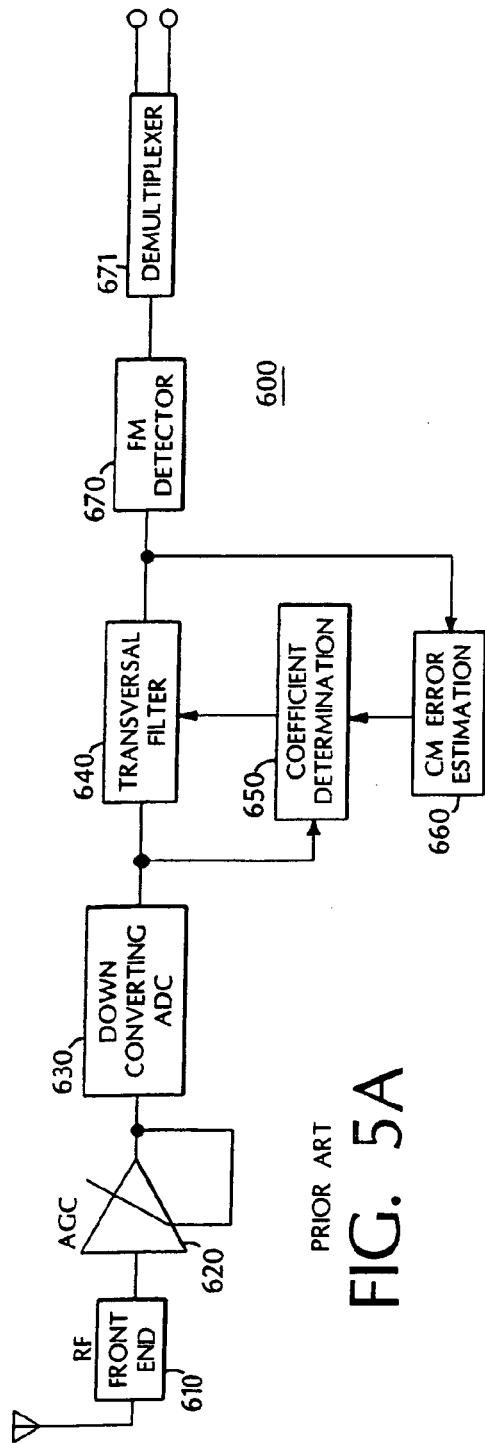 RF
FRONT
END
610
AGC
620
DOWN
CONVERTING
ADC
630
TRANSVERSAL
FILTER
640
COEFFICIENT
DETERMINATION
650
CM ERROR
ESTIMATION
660
FM
DETECTOR
670
DEMULTIPLEXER
671
600
PRIOR ART
FIG. 5A